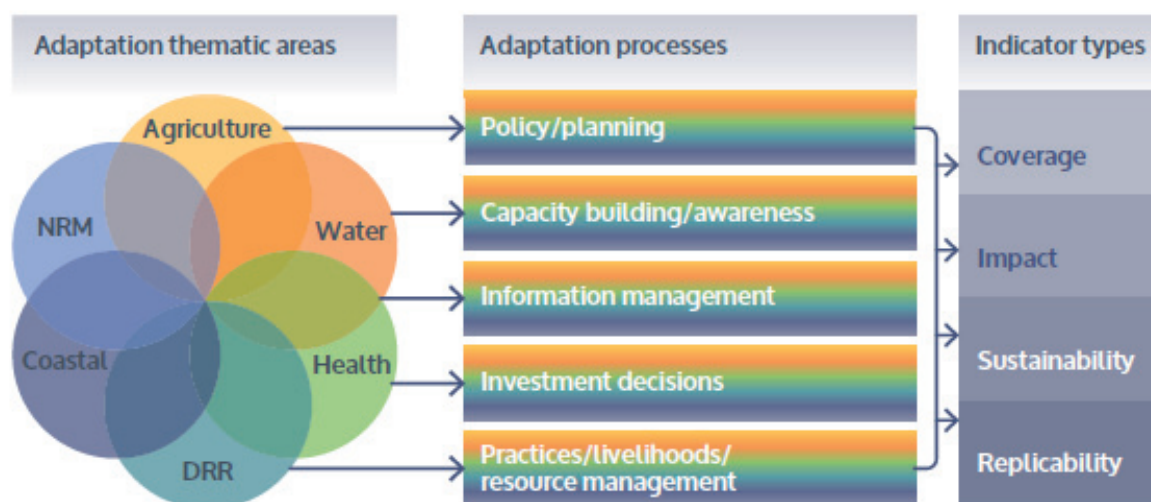 Adaptation thematic areas
Adaptation processes
Indicator types
Agriculture
NRM
Water
Coastal
Health
DRR
Policy/planning
Capacity building/awareness
Information management
Investment decisions
Practices/livelihoods/
resource management
Coverage
Impact
Sustainability
Replicability